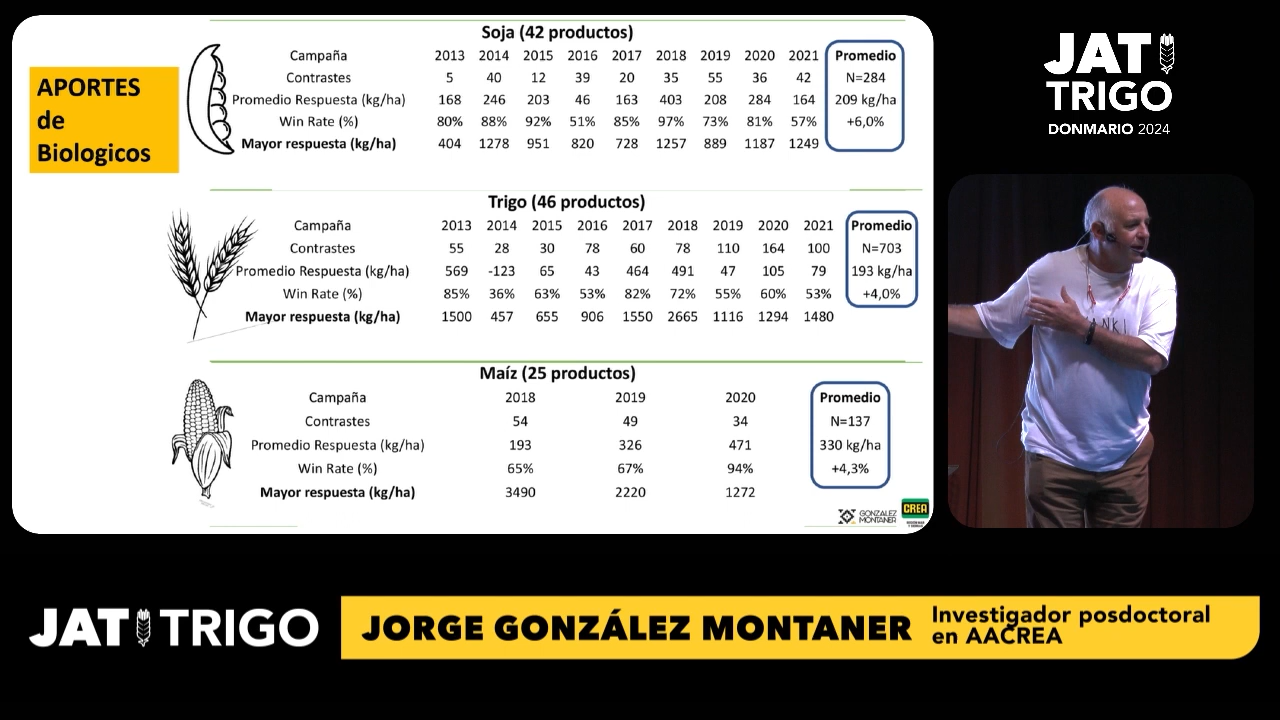 APORTES
de
Biologicos
Soja (42 productos)
Campaña 2013 2014 2015 2016 2017 2018 2019 2020 2021 Promedio
Contrastes 5 40 12 39 20 35 55 36 42 N=284
Promedio Respuesta (kg/ha) 168 246 203 46 163 403 208 284 164 209 kg/ha
Win Rate (%) 80% 88% 92% 51% 85% 97% 73% 81% 57% +6,0%
Mayor respuesta (kg/ha) 404 1278 951 820 728 1257 889 1187 1249
Trigo (46 productos)
Campaña 2013 2014 2015 2016 2017 2018 2019 2020 2021 Promedio
Contrastes 55 28 30 78 60 78 110 164 100 N=703
Promedio Respuesta (kg/ha) 569 -123 65 43 464 491 47 105 79 193 kg/ha
Win Rate (%) 85% 36% 63% 53% 82% 72% 55% 60% 53% +4,0%
Mayor respuesta (kg/ha) 1500 457 655 906 1550 2665 1116 1294 1480
Maíz (25 productos)
Campaña 2018 2019 2020 Promedio
Contrastes 54 49 34 N=137
Promedio Respuesta (kg/ha) 193 326 471 330 kg/ha
Win Rate (%) 65% 67% 94% +4,3%
Mayor respuesta (kg/ha) 3490 2220 1272
GONZALEZ
MONTANER
CREA
JAT
TRIGO
DONMARIO 2024
JAT TRIGO
JORGE GONZÁLEZ MONTANER
Investigador posdoctoral
en AACREA